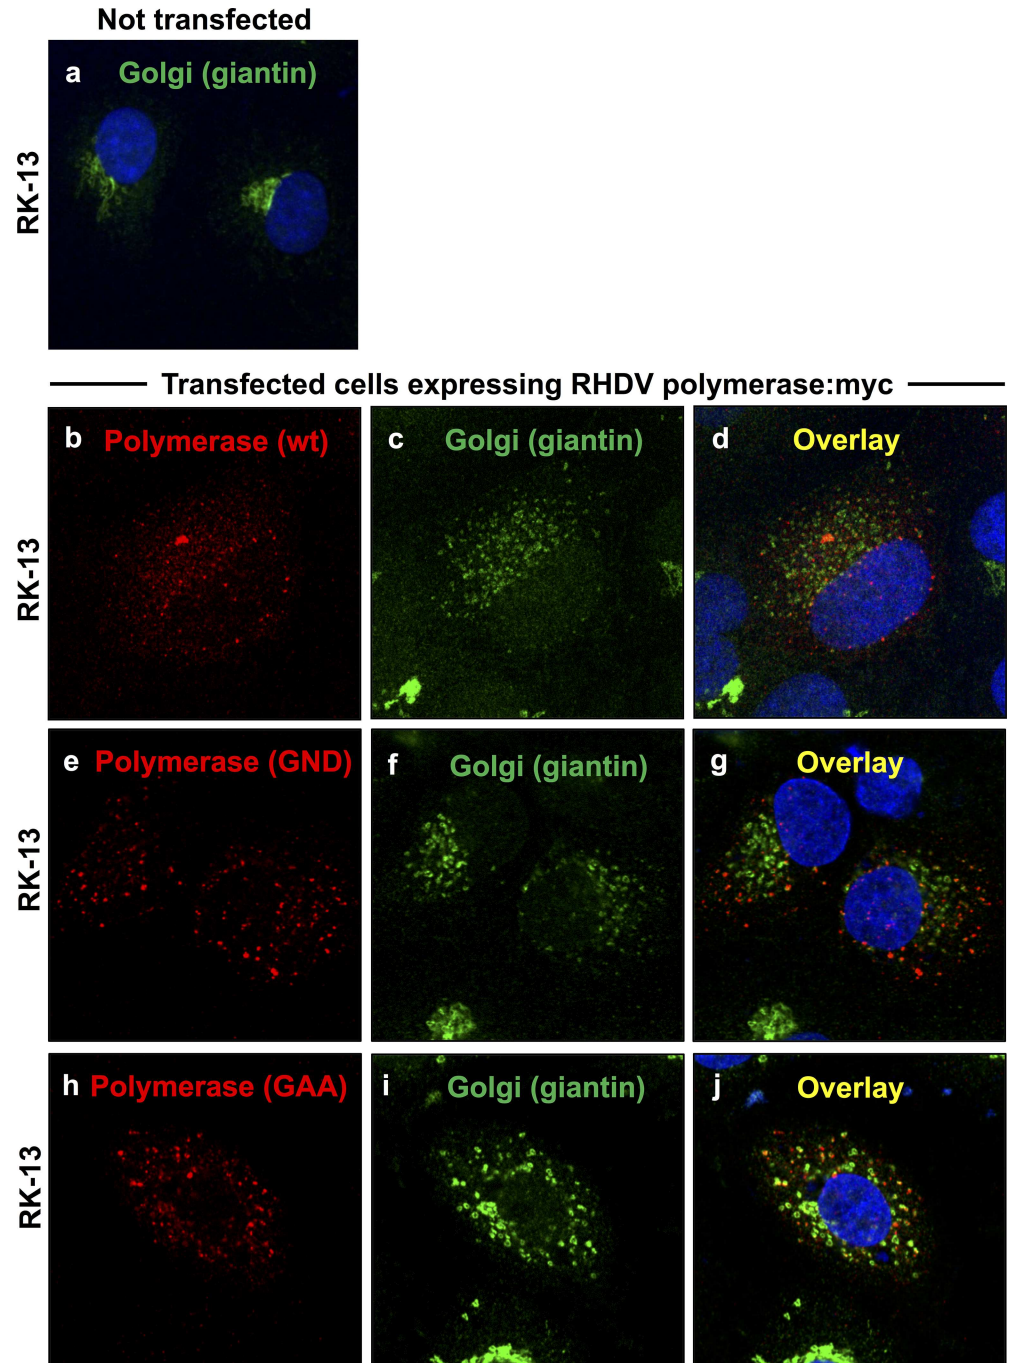 Not transfected
a Golgi (giantin)
RK-13
Transfected cells expressing RHDV polymerase:myc
b Polymerase (wt) c Golgi (giantin) d Overlay
RK-13
e Polymerase (GND) f Golgi (giantin) g Overlay
RK-13
h Polymerase (GAA) i Golgi (giantin) j Overlay
RK-13